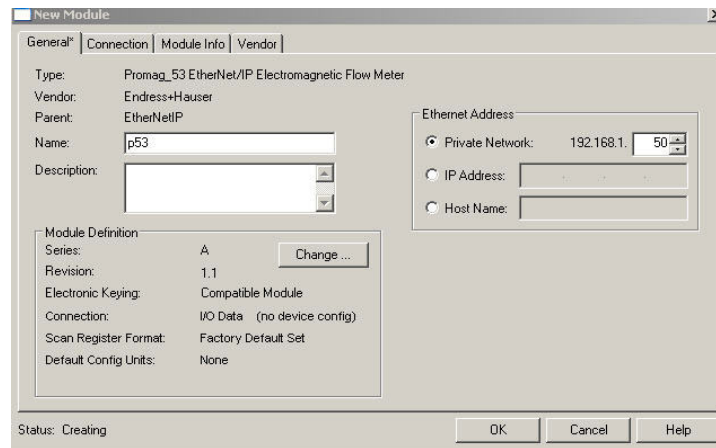 New Module
General* Connection Module Info Vendor
Type: Promag_53 EtherNet/IP Electromagnetic Flow Meter
Vendor: Endress+Hauser
Parent: EtherNetIP
Name: p53
Description:
Ethernet Address
Private Network: 192.168.1. 50
IP Address: . . .
Host Name:
Module Definition
Series: A Change ...
Revision: 1.1
Electronic Keying: Compatible Module
Connection: I/O Data (no device config)
Scan Register Format: Factory Default Set
Default Config Units: None
Status: Creating OK Cancel Help